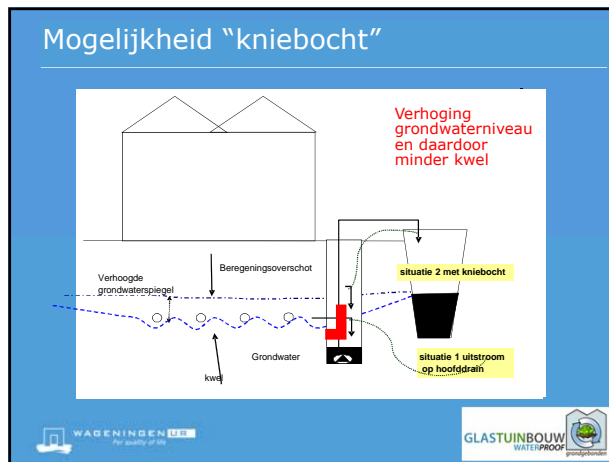 Mogelijkheid “kniebocht”
Verhoging
grondwaterniveau
en daardoor
minder kwel
Verhoogde
grondwaterspiegel
Beregeningsoverschot
situatie 2 met kniebocht
Grondwater
situatie 1 uitstroom
op hoofddrain
kwel
WAGENINGEN UR
For quality of life
GLASTUINBOUW
WATERPROOF
grondgebonden